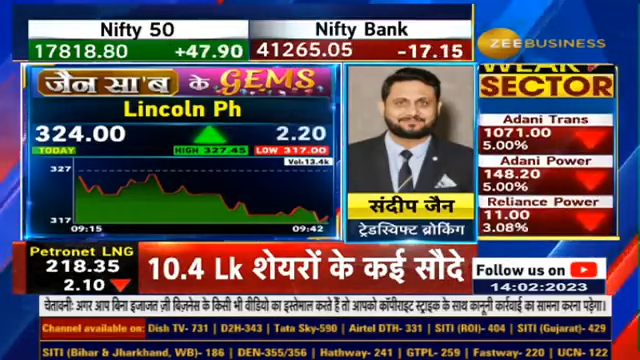 Nifty 50
17818.80 +47.90
Nifty Bank
41265.05 -17.15
ZEE BUSINESS
जैन सा'ब के GEMS
Lincoln Ph
324.00 2.20
TODAY HIGH 327.45 LOW 317.00
Vol:13.4k
327
317
09:15 09:42
संदीप जैन
ट्रेडस्विफ्ट ब्रोकिंग
WEAK
SECTOR
Adani Trans
1071.00
5.00%
Adani Power
148.20
5.00%
Reliance Power
11.00
3.08%
Petronet LNG
218.35
2.10
10.4 Lk शेयरों के कई सौदे
Follow us on
14:02:2023
चेतावनी: अगर आप बिना इजाजत ज़ी बिज़नेस के किसी भी वीडियो का इस्तेमाल करते हैं तो आपको कॉपीराइट स्ट्राइक के साथ कानूनी कार्रवाई का सामना करना पड़ेगा।
Channel available on: Dish TV- 731 | D2H-343 | Tata Sky-590 | Airtel DTH- 331 | SITI (ROI)- 404 | SITI (Gujarat)- 429
SITI (Bihar & Jharkhand, WB)- 186 | DEN-355/356 | Hathway- 241 | GTPL- 259 | Fastway- 220 | UCN- 122